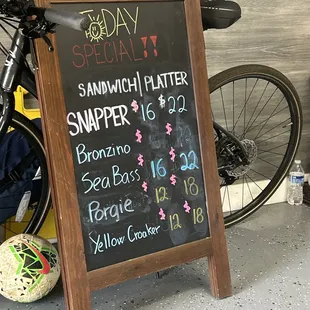 TODAY
SPECIAL!!
SANDWICH | PLATTER
SNAPPER $16 $22
Bronzino $ $
Sea Bass $16 $22
Porgie $12 $18
Yellow Croaker $12 $18